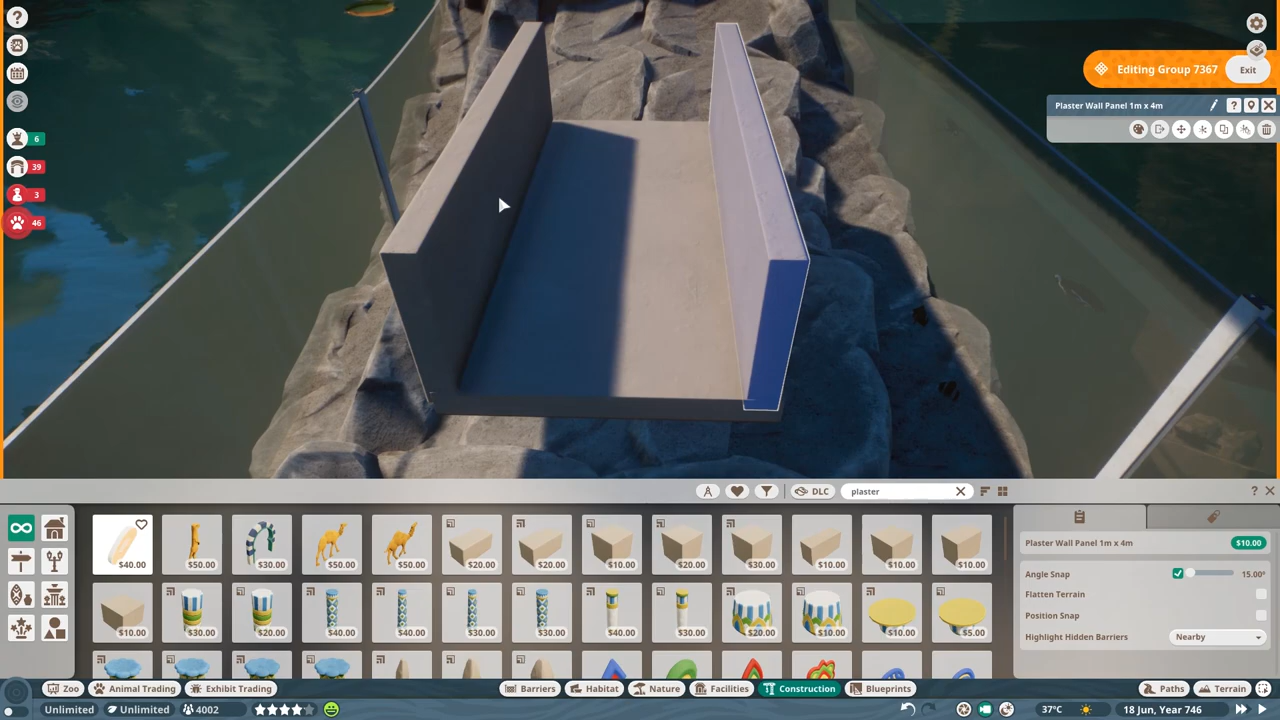 ?
Editing Group 7367
Exit
Plaster Wall Panel 1m x 4m
?
6
39
3
46
DLC
plaster
?
$40.00
$50.00
$30.00
$50.00
$50.00
$20.00
$20.00
$10.00
$20.00
$30.00
$10.00
$10.00
$10.00
$10.00
$30.00
$20.00
$40.00
$40.00
$30.00
$30.00
$40.00
$30.00
$20.00
$10.00
$10.00
$5.00
Plaster Wall Panel 1m x 4m
$10.00
Angle Snap
15.00°
Flatten Terrain
Position Snap
Highlight Hidden Barriers
Nearby
Zoo
Animal Trading
Exhibit Trading
Barriers
Habitat
Nature
Facilities
Construction
Blueprints
Paths
Terrain
Unlimited
Unlimited
4002
37°C
18 Jun, Year 746